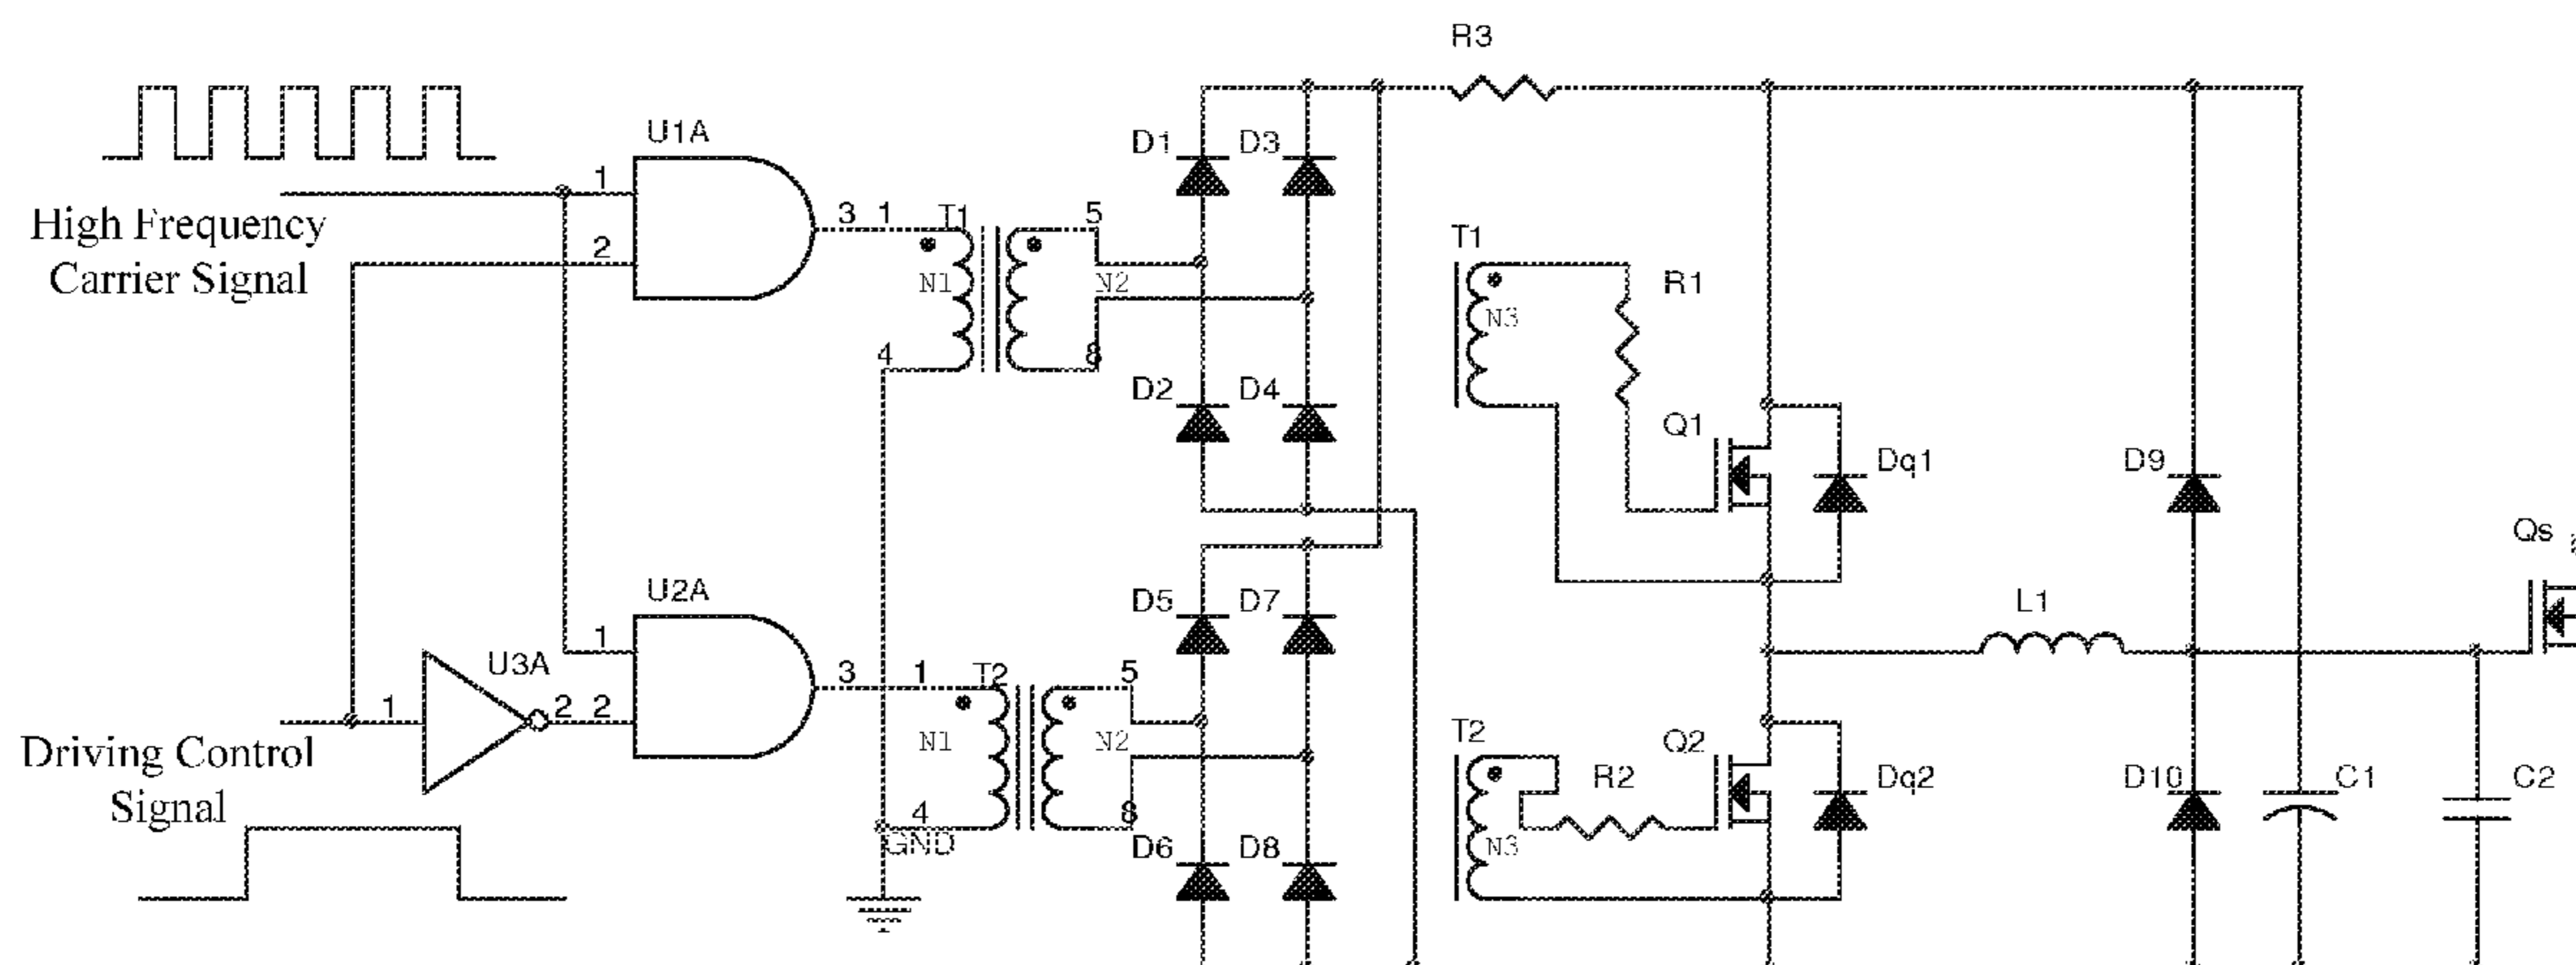 R3
U1A
D1
D3
1
High Frequency
Carrier Signal
2
3
1
T1
5
N1
N2
4
8
T1
R1
N3
D2
D4
Q1
Dq1
D9
Qs
U2A
D5
D7
L1
1
U3A
3
1
T2
5
1
2
2
Driving Control
Signal
N1
N2
T2
Q2
R2
Dq2
D10
C1
C2
4
8
GND
D6
D8
N3